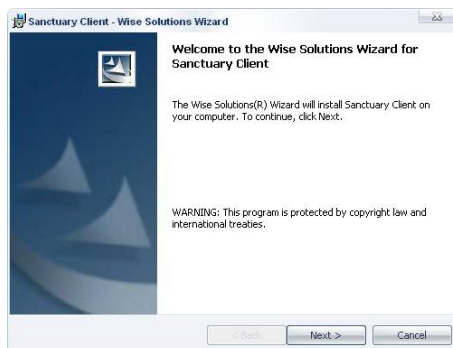 Sanctuary Client - Wise Solutions Wizard
Welcome to the Wise Solutions Wizard for
Sanctuary Client
The Wise Solutions(R) Wizard will install Sanctuary Client on
your computer. To continue, click Next.
WARNING: This program is protected by copyright law and
international treaties.
< Back Next > Cancel